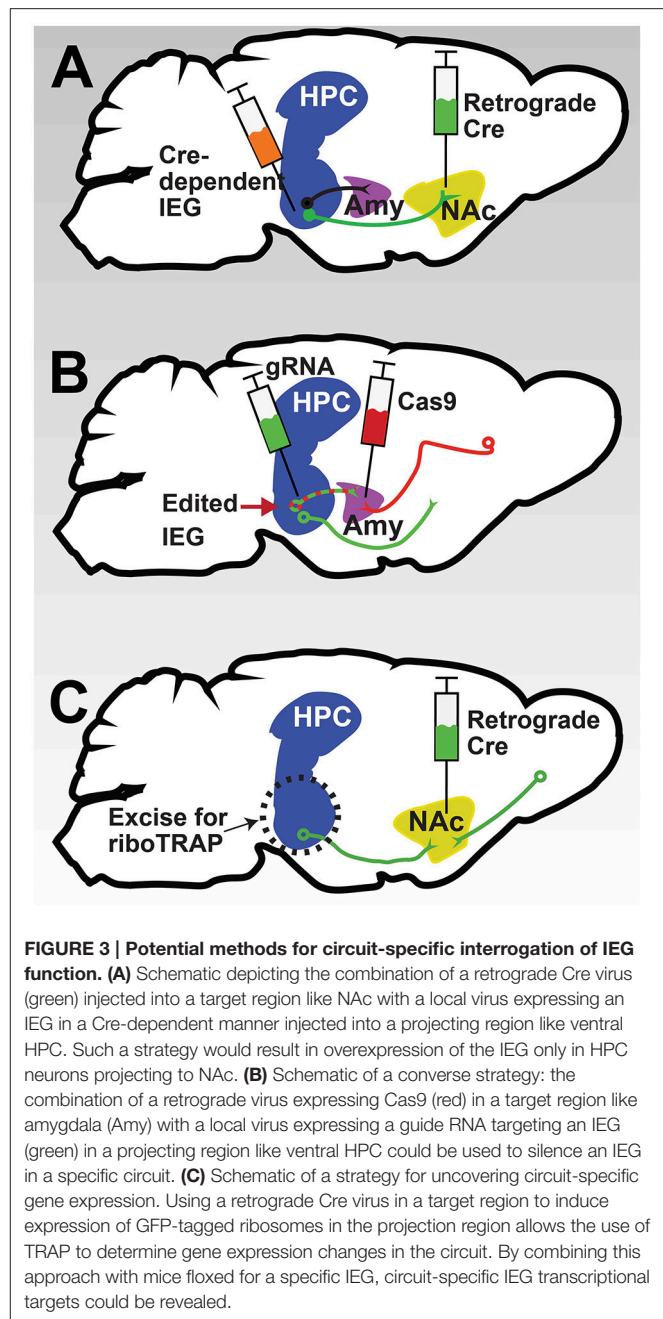 A
HPC
Retrograde
Cre
Cre-
dependent
IEG
Amy
NAc
B
gRNA
HPC
Cas9
Edited
IEG
Amy
C
HPC
Retrograde
Cre
Excise for
riboTRAP
NAc
FIGURE 3 | Potential methods for circuit-specific interrogation of IEG
function. (A) Schematic depicting the combination of a retrograde Cre virus
(green) injected into a target region like NAc with a local virus expressing an
IEG in a Cre-dependent manner injected into a projecting region like ventral
HPC. Such a strategy would result in overexpression of the IEG only in HPC
neurons projecting to NAc. (B) Schematic of a converse strategy: the
combination of a retrograde virus expressing Cas9 (red) in a target region like
amygdala (Amy) with a local virus expressing a guide RNA targeting an IEG
(green) in a projecting region like ventral HPC could be used to silence an IEG
in a specific circuit. (C) Schematic of a strategy for uncovering circuit-specific
gene expression. Using a retrograde Cre virus in a target region to induce
expression of GFP-tagged ribosomes in the projection region allows the use of
TRAP to determine gene expression changes in the circuit. By combining this
approach with mice floxed for a specific IEG, circuit-specific IEG transcriptional
targets could be revealed.